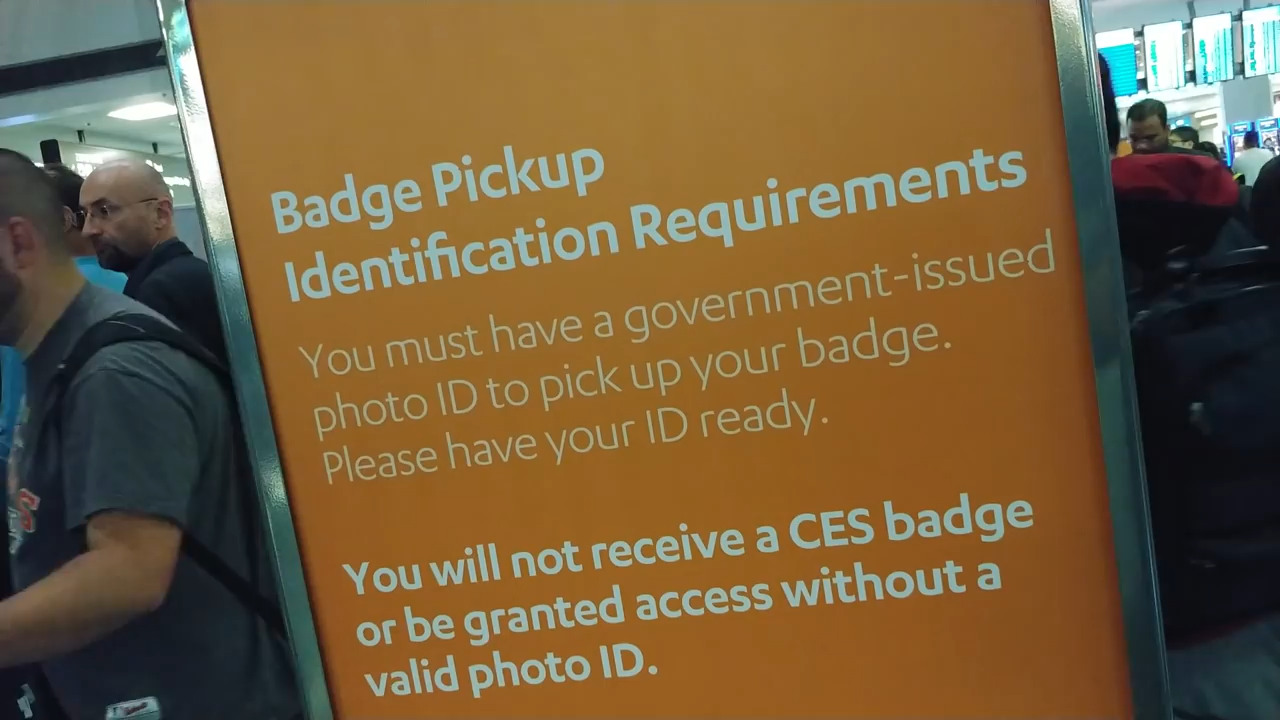 Badge Pickup
Identification Requirements
You must have a government-issued
photo ID to pick up your badge.
Please have your ID ready.
You will not receive a CES badge
or be granted access without a
valid photo ID.